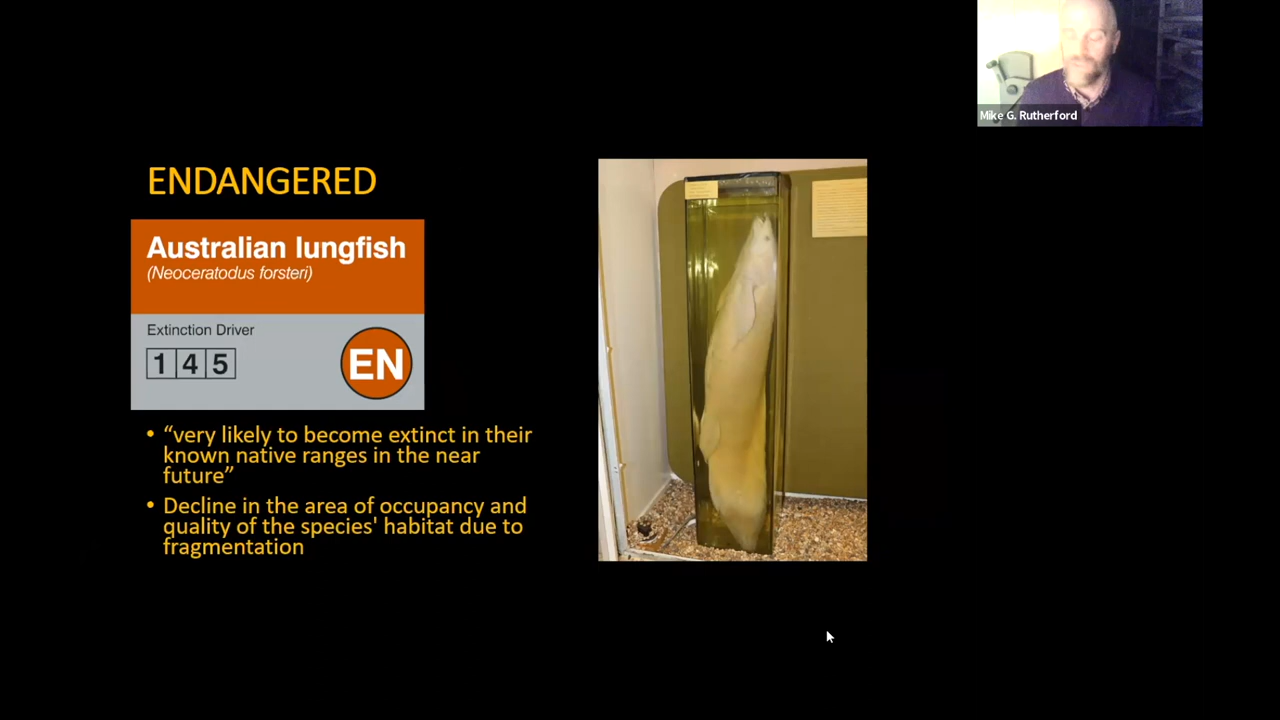 Mike G. Rutherford
ENDANGERED
Australian lungfish
(Neoceratodus forsteri)
Extinction Driver
1 4 5
EN
• “very likely to become extinct in their
known native ranges in the near
future”
• Decline in the area of occupancy and
quality of the species' habitat due to
fragmentation